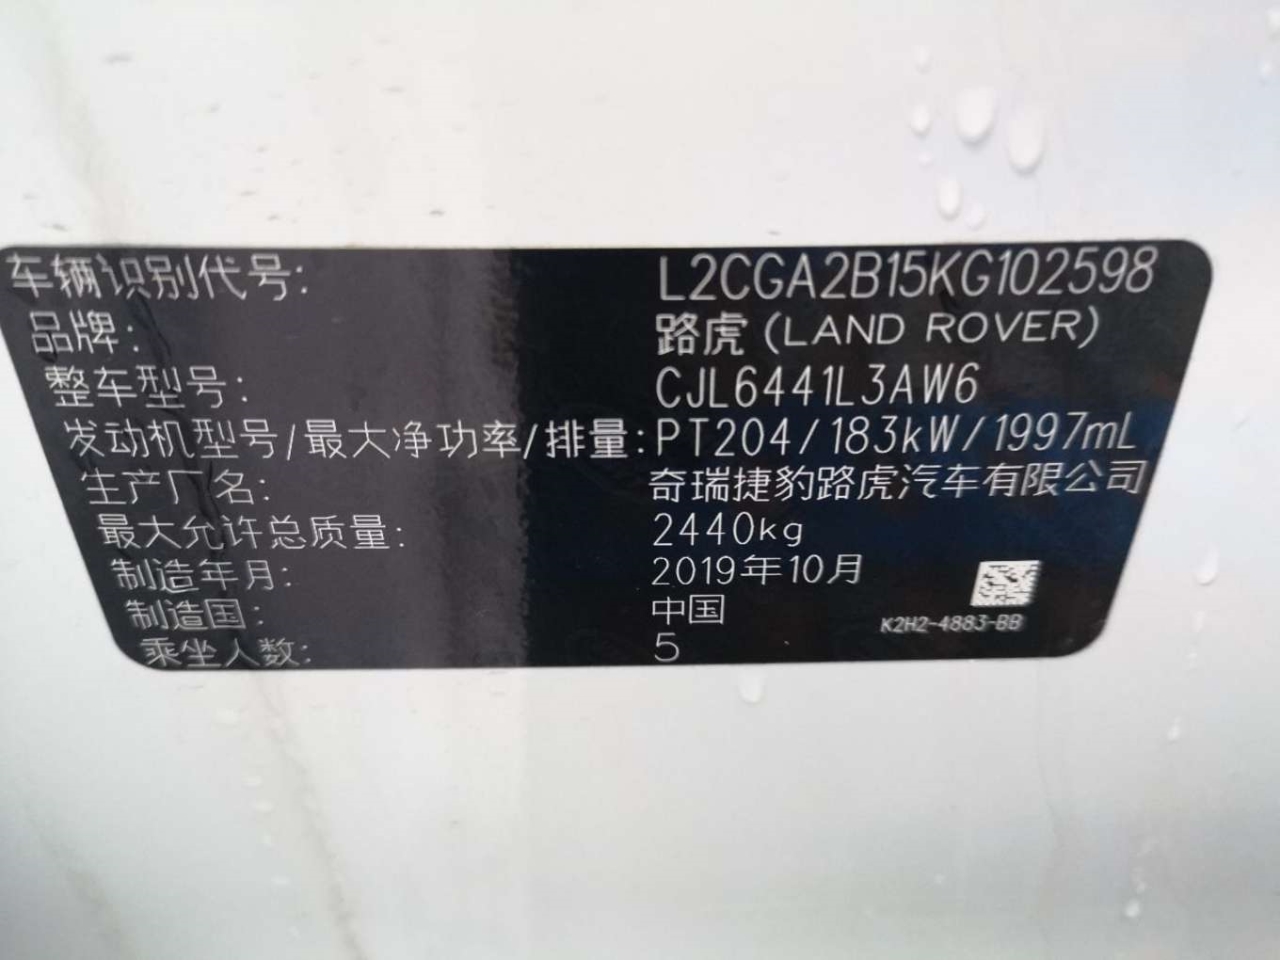 车辆识别代号: L2CGA2B15KG102598
品牌: 路虎 (LAND ROVER)
整车型号: CJL6441L3AW6
发动机型号/最大净功率/排量: PT204/183kW/1997mL
生产厂名: 奇瑞捷豹路虎汽车有限公司
最大允许总质量: 2440kg
制造年月: 2019年10月
制造国: 中国
K2H2-4883-BB
乘坐人数: 5